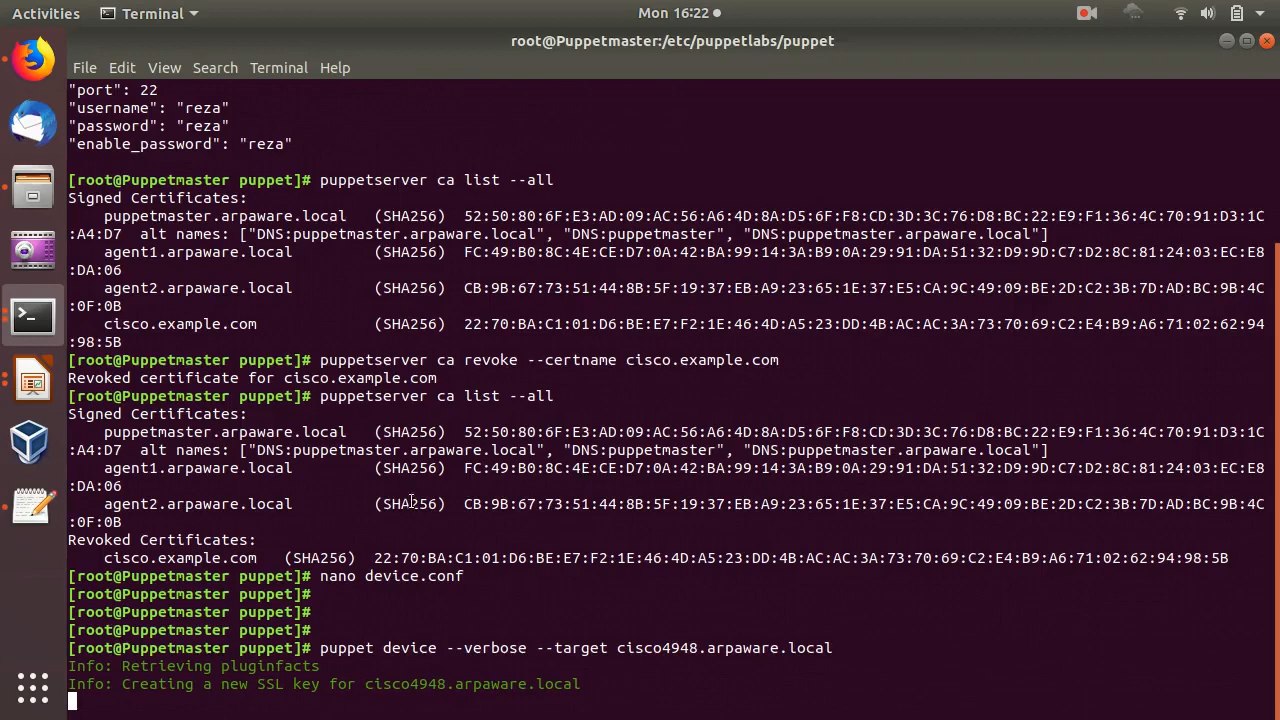 Activities Terminal Mon 16:22
root@Puppetmaster:/etc/puppetlabs/puppet
File Edit View Search Terminal Help
"port": 22
"username": "reza"
"password": "reza"
"enable_password": "reza"
[root@Puppetmaster puppet]# puppetserver ca list --all
Signed Certificates:
puppetmaster.arpaware.local (SHA256) 52:50:80:6F:E3:AD:09:AC:56:A6:4D:8A:D5:6F:F8:CD:3D:3C:76:D8:BC:22:E9:F1:36:4C:70:91:D3:1C
:A4:D7 alt names: ["DNS:puppetmaster.arpaware.local", "DNS:puppetmaster", "DNS:puppetmaster.arpaware.local"]
agent1.arpaware.local (SHA256) FC:49:B0:8C:4E:CE:D7:0A:42:BA:99:14:3A:B9:0A:29:91:DA:51:32:D9:9D:C7:D2:8C:81:24:03:EC:E8
:DA:06
agent2.arpaware.local (SHA256) CB:9B:67:73:51:44:8B:5F:19:37:EB:A9:23:65:1E:37:E5:CA:9C:49:09:BE:2D:C2:3B:7D:AD:BC:9B:4C
:0F:0B
cisco.example.com (SHA256) 22:70:BA:C1:01:D6:BE:E7:F2:1E:46:4D:A5:23:DD:4B:AC:AC:3A:73:70:69:C2:E4:B9:A6:71:02:62:94
:98:5B
[root@Puppetmaster puppet]# puppetserver ca revoke --certname cisco.example.com
Revoked certificate for cisco.example.com
[root@Puppetmaster puppet]# puppetserver ca list --all
Signed Certificates:
puppetmaster.arpaware.local (SHA256) 52:50:80:6F:E3:AD:09:AC:56:A6:4D:8A:D5:6F:F8:CD:3D:3C:76:D8:BC:22:E9:F1:36:4C:70:91:D3:1C
:A4:D7 alt names: ["DNS:puppetmaster.arpaware.local", "DNS:puppetmaster", "DNS:puppetmaster.arpaware.local"]
agent1.arpaware.local (SHA256) FC:49:B0:8C:4E:CE:D7:0A:42:BA:99:14:3A:B9:0A:29:91:DA:51:32:D9:9D:C7:D2:8C:81:24:03:EC:E8
:DA:06
agent2.arpaware.local (SHA256) CB:9B:67:73:51:44:8B:5F:19:37:EB:A9:23:65:1E:37:E5:CA:9C:49:09:BE:2D:C2:3B:7D:AD:BC:9B:4C
:0F:0B
Revoked Certificates:
cisco.example.com (SHA256) 22:70:BA:C1:01:D6:BE:E7:F2:1E:46:4D:A5:23:DD:4B:AC:AC:3A:73:70:69:C2:E4:B9:A6:71:02:62:94:98:5B
[root@Puppetmaster puppet]# nano device.conf
[root@Puppetmaster puppet]#
[root@Puppetmaster puppet]#
[root@Puppetmaster puppet]#
[root@Puppetmaster puppet]# puppet device --verbose --target cisco4948.arpaware.local
Info: Retrieving pluginfacts
Info: Creating a new SSL key for cisco4948.arpaware.local